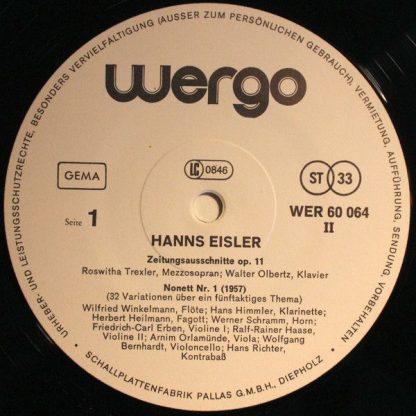 URHEBER- UND LEISTUNGSSCHUTZRECHTE, BESONDERS VERVIELFÄLTIGUNG (AUSSER ZUM PERSÖNLICHEN GEBRAUCH), VERMIETUNG, AUFFÜHRUNG, SENDUNG, VORBEHALTEN
wergo
GEMA
LC 0846
ST 33
Seite 1
WER 60 064
II
HANNS EISLER
Zeitungsausschnitte op. 11
Roswitha Trexler, Mezzosopran; Walter Olbertz, Klavier
Nonett Nr. 1 (1957)
(32 Variationen über ein fünftaktiges Thema)
Wilfried Winkelmann, Flöte; Hans Himmler, Klarinette;
Herbert Heilmann, Fagott; Werner Schramm, Horn;
Friedrich-Carl Erben, Violine I; Ralf-Rainer Haase,
Violine II; Arnim Orlamünde, Viola; Wolfgang
Bernhardt, Violoncello; Hans Richter,
Kontrabaß
• SCHALLPLATTENFABRIK PALLAS G.M.B.H., DIEPHOLZ •